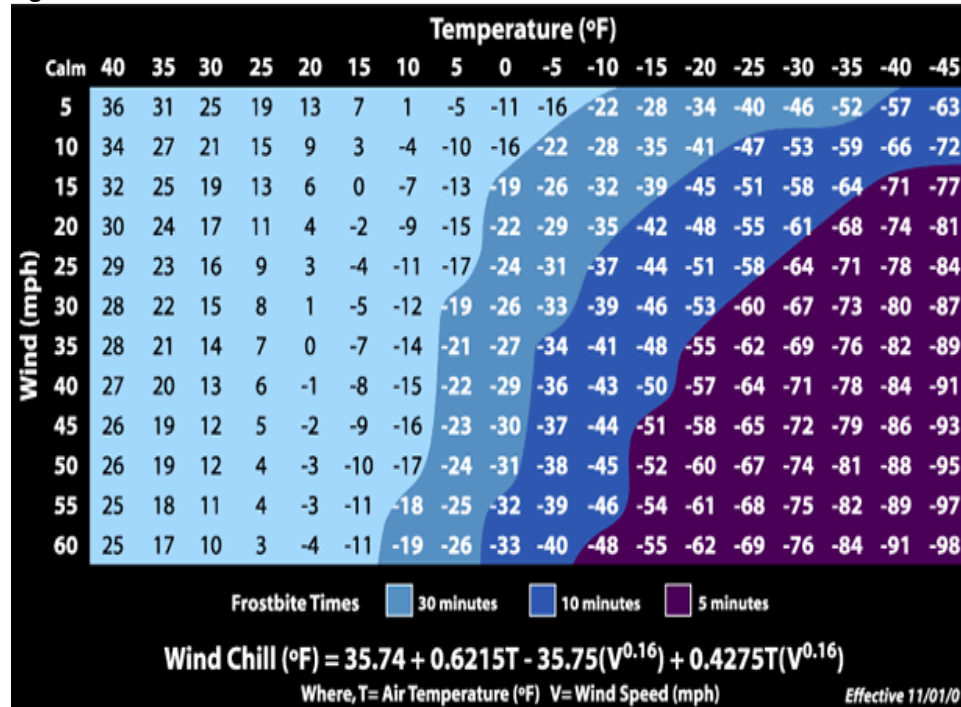 Temperature (ºF)
Calm 40 35 30 25 20 15 10 5 0 -5 -10 -15 -20 -25 -30 -35 -40 -45
5 36 31 25 19 13 7 1 -5 -11 -16 -22 -28 -34 -40 -46 -52 -57 -63
10 34 27 21 15 9 3 -4 -10 -16 -22 -28 -35 -41 -47 -53 -59 -66 -72
15 32 25 19 13 6 0 -7 -13 -19 -26 -32 -39 -45 -51 -58 -64 -71 -77
20 30 24 17 11 4 -2 -9 -15 -22 -29 -35 -42 -48 -55 -61 -68 -74 -81
25 29 23 16 9 3 -4 -11 -17 -24 -31 -37 -44 -51 -58 -64 -71 -78 -84
30 28 22 15 8 1 -5 -12 -19 -26 -33 -39 -46 -53 -60 -67 -73 -80 -87
35 28 21 14 7 0 -7 -14 -21 -27 -34 -41 -48 -55 -62 -69 -76 -82 -89
40 27 20 13 6 -1 -8 -15 -22 -29 -36 -43 -50 -57 -64 -71 -78 -84 -91
45 26 19 12 5 -2 -9 -16 -23 -30 -37 -44 -51 -58 -65 -72 -79 -86 -93
50 26 19 12 4 -3 -10 -17 -24 -31 -38 -45 -52 -60 -67 -74 -81 -88 -95
55 25 18 11 4 -3 -11 -18 -25 -32 -39 -46 -54 -61 -68 -75 -82 -89 -97
60 25 17 10 3 -4 -11 -19 -26 -33 -40 -48 -55 -62 -69 -76 -84 -91 -98
Wind (mph)
Frostbite Times 30 minutes 10 minutes 5 minutes
Wind Chill (ºF) = 35.74 + 0.6215T - 35.75(V^0.16) + 0.4275T(V^0.16)
Where, T= Air Temperature (ºF) V= Wind Speed (mph) Effective 11/01/0